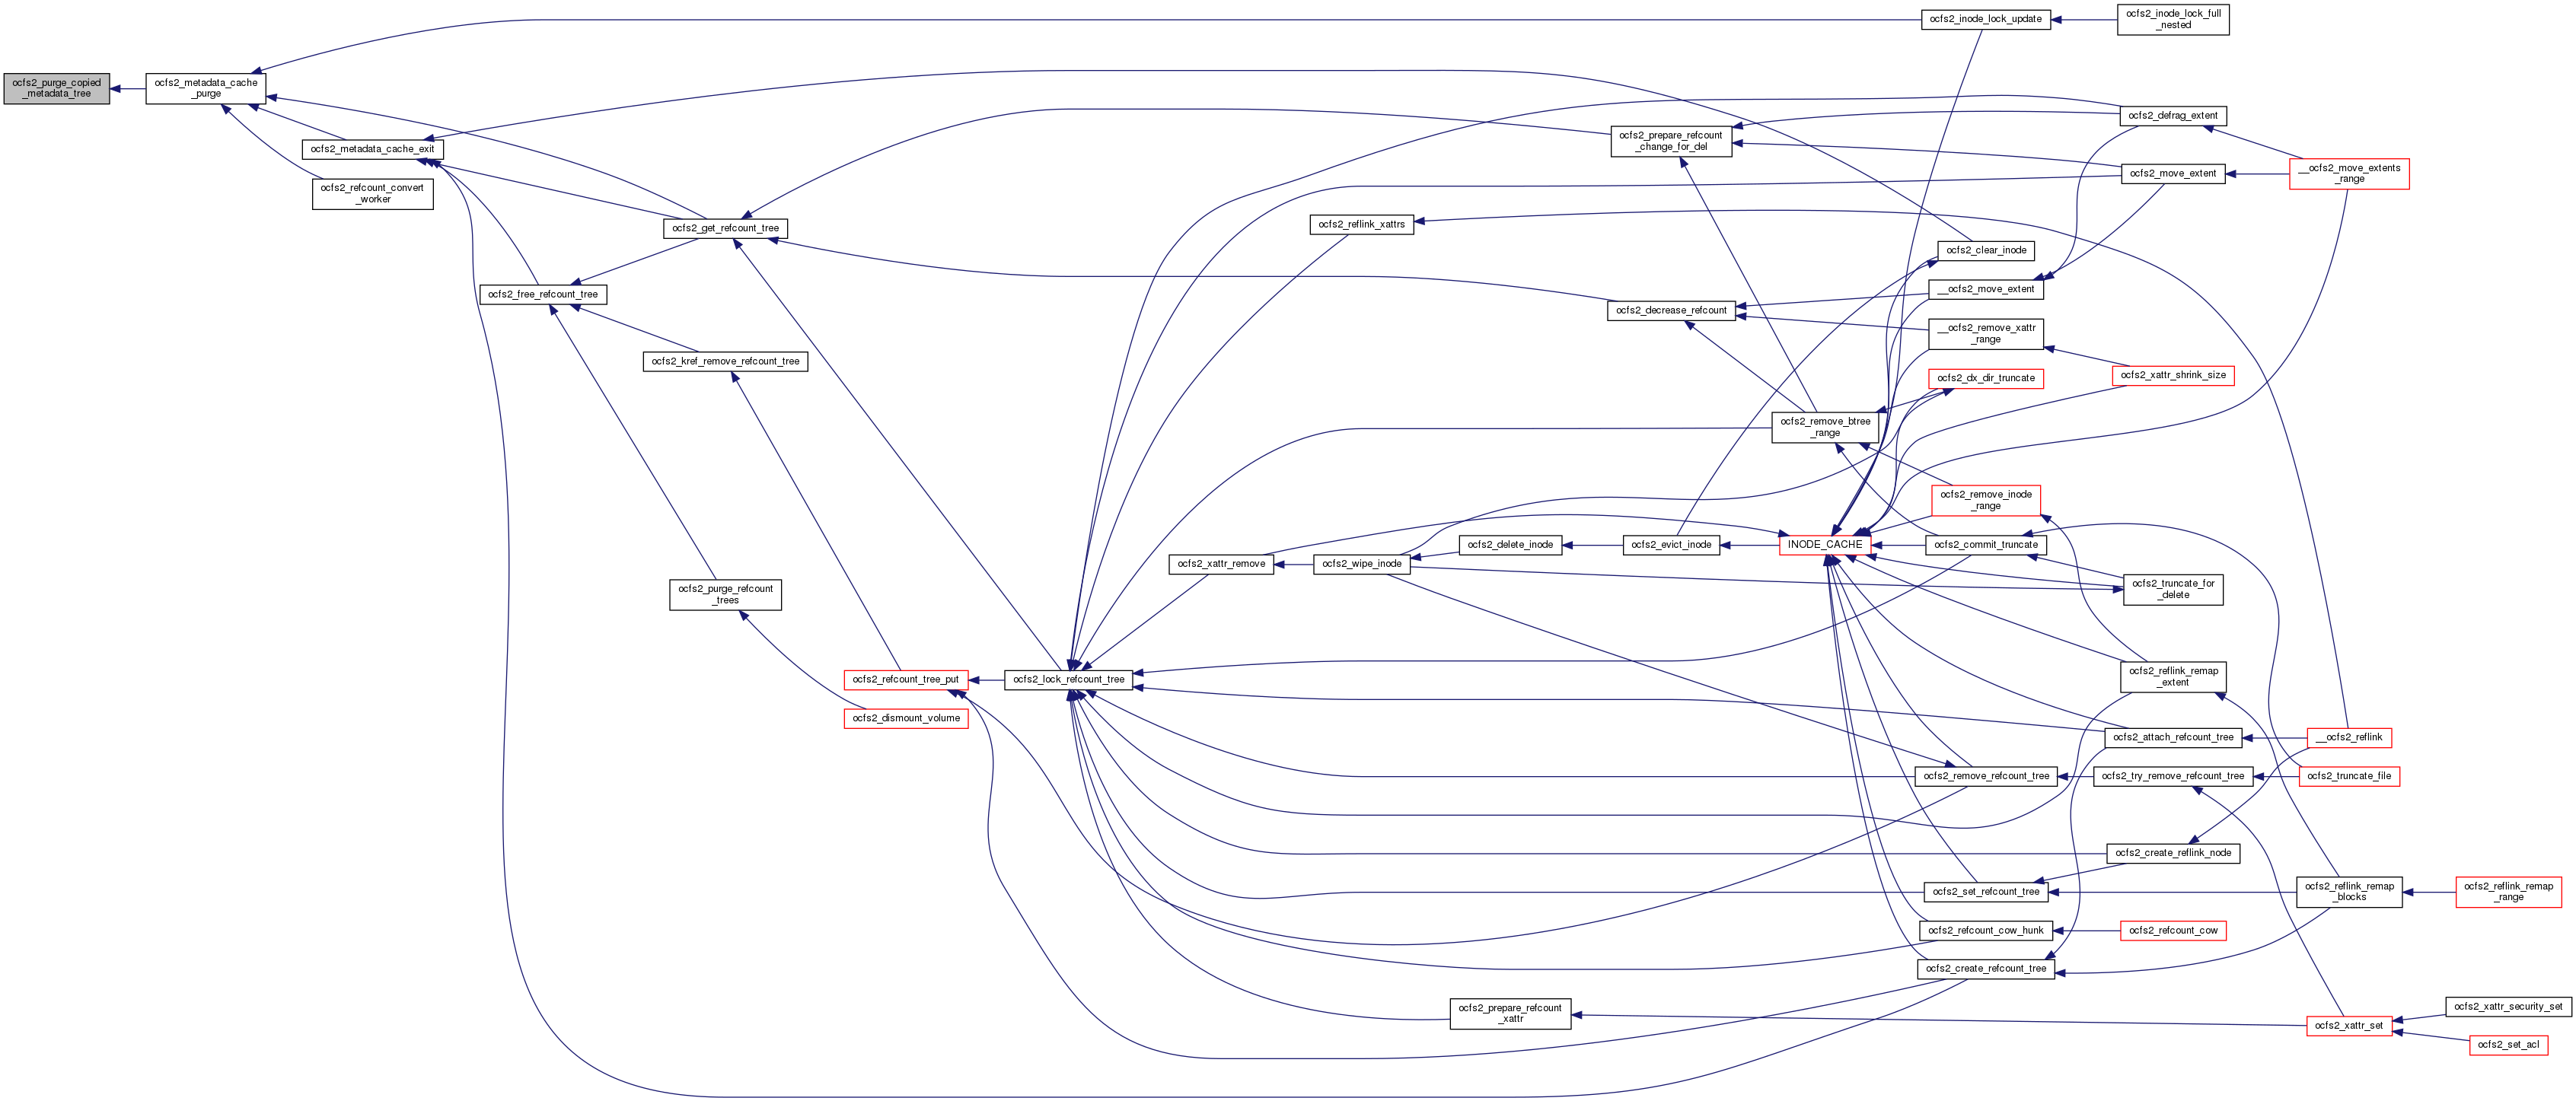 ocfs2_purge_copied
_metadata_tree
ocfs2_metadata_cache
_purge
ocfs2_metadata_cache_exit
ocfs2_refcount_convert
_worker
ocfs2_get_refcount_tree
ocfs2_free_refcount_tree
ocfs2_kref_remove_refcount_tree
ocfs2_purge_refcount
_trees
ocfs2_refcount_tree_put
ocfs2_dismount_volume
ocfs2_lock_refcount_tree
ocfs2_xattr_remove
ocfs2_reflink_xattrs
ocfs2_delete_inode
ocfs2_wipe_inode
ocfs2_prepare_refcount
_xattr
ocfs2_prepare_refcount
_change_for_del
ocfs2_decrease_refcount
ocfs2_evict_inode
ocfs2_remove_btree
_range
INODE_CACHE
ocfs2_inode_lock_update
ocfs2_inode_lock_full
_nested
ocfs2_clear_inode
__ocfs2_move_extent
__ocfs2_remove_xattr
_range
ocfs2_dx_dir_truncate
ocfs2_remove_inode
_range
ocfs2_commit_truncate
ocfs2_remove_refcount_tree
ocfs2_set_refcount_tree
ocfs2_refcount_cow_hunk
ocfs2_create_refcount_tree
ocfs2_defrag_extent
ocfs2_move_extent
ocfs2_xattr_shrink_size
ocfs2_truncate_for
_delete
ocfs2_reflink_remap
_extent
ocfs2_attach_refcount_tree
ocfs2_try_remove_refcount_tree
ocfs2_create_reflink_node
ocfs2_refcount_cow
__ocfs2_move_extents
_range
__ocfs2_reflink
ocfs2_truncate_file
ocfs2_reflink_remap
_blocks
ocfs2_reflink_remap
_range
ocfs2_xattr_set
ocfs2_xattr_security_set
ocfs2_set_acl